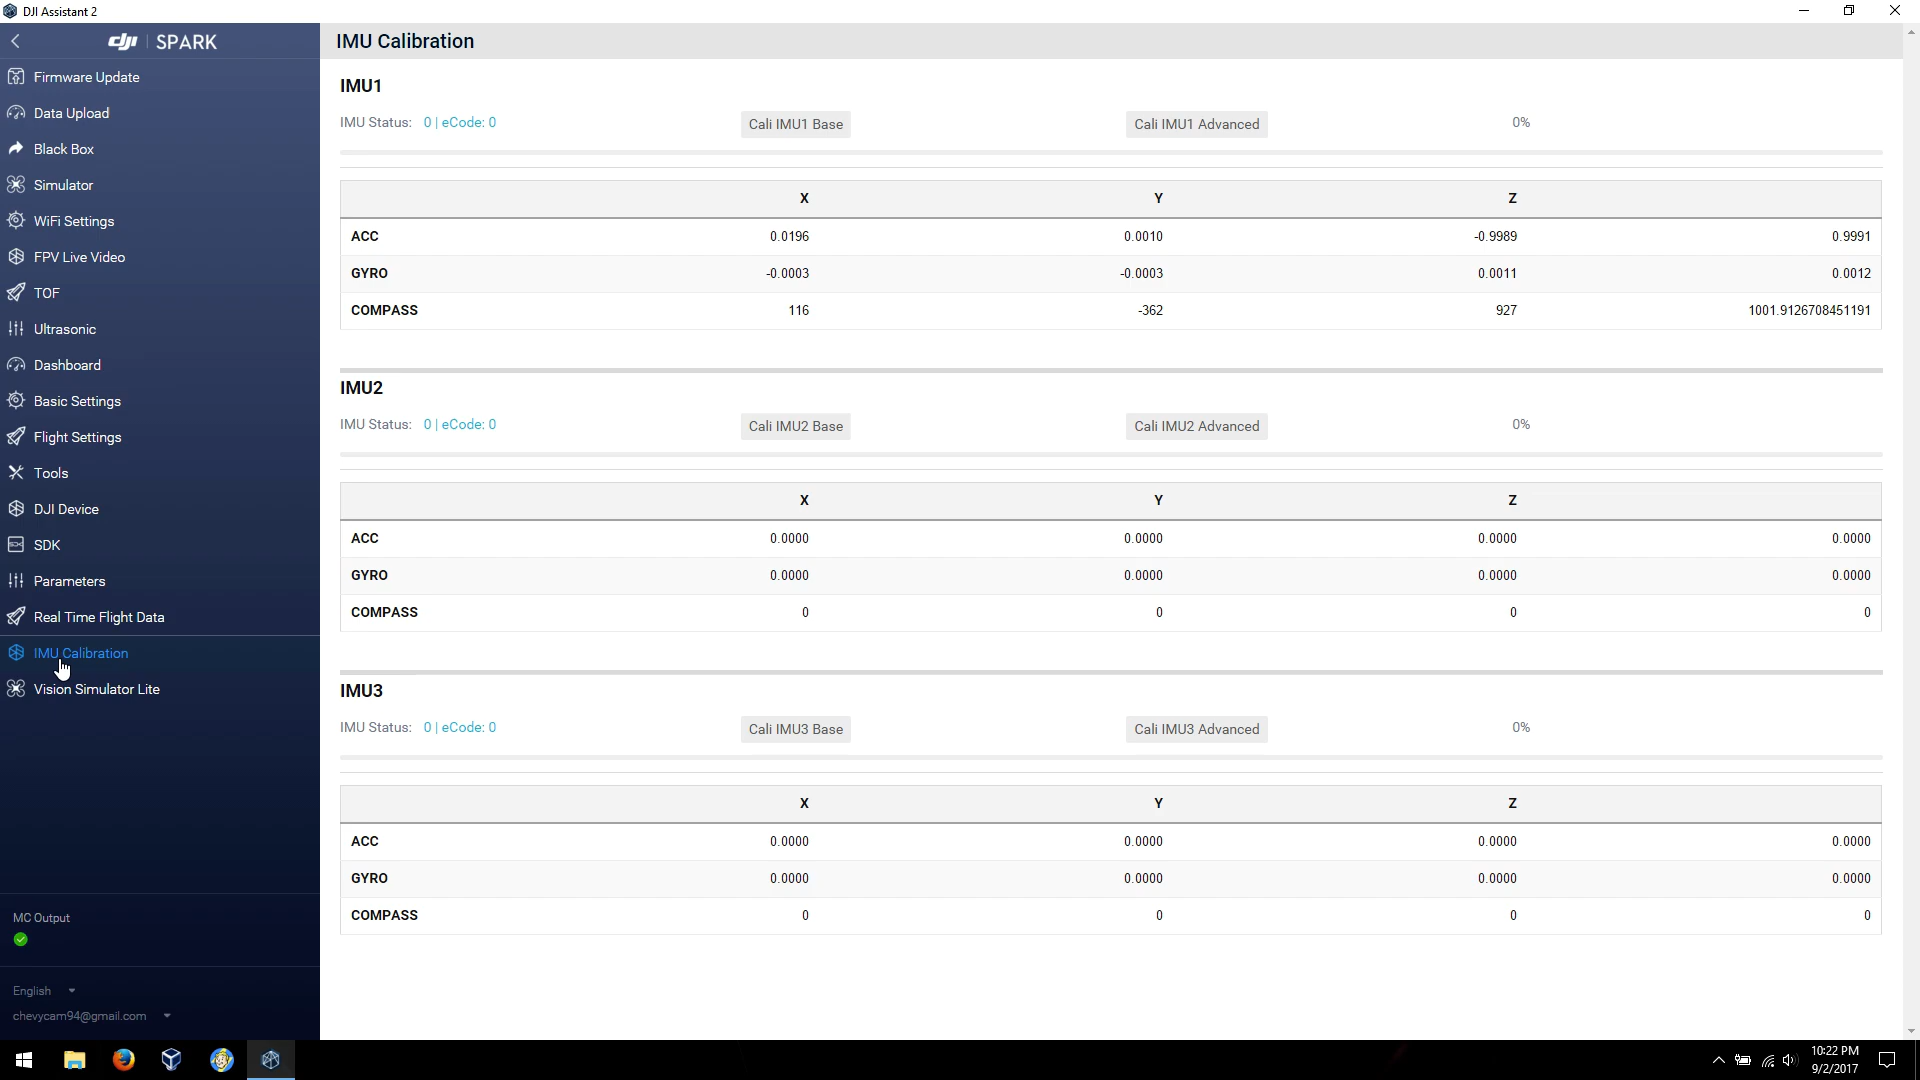 DJI Assistant 2
dji | SPARK
Firmware Update
Data Upload
Black Box
Simulator
WiFi Settings
FPV Live Video
TOF
Ultrasonic
Dashboard
Basic Settings
Flight Settings
Tools
DJI Device
SDK
Parameters
Real Time Flight Data
IMU Calibration
Vision Simulator Lite
MC Output
English
chevycam94@gmail.com
IMU Calibration
IMU1
IMU Status: 0 | eCode: 0 Cali IMU1 Base Cali IMU1 Advanced 0%
X Y Z
ACC 0.0196 0.0010 -0.9989 0.9991
GYRO -0.0003 -0.0003 0.0011 0.0012
COMPASS 116 -362 927 1001.9126708451191
IMU2
IMU Status: 0 | eCode: 0 Cali IMU2 Base Cali IMU2 Advanced 0%
X Y Z
ACC 0.0000 0.0000 0.0000 0.0000
GYRO 0.0000 0.0000 0.0000 0.0000
COMPASS 0 0 0 0
IMU3
IMU Status: 0 | eCode: 0 Cali IMU3 Base Cali IMU3 Advanced 0%
X Y Z
ACC 0.0000 0.0000 0.0000 0.0000
GYRO 0.0000 0.0000 0.0000 0.0000
COMPASS 0 0 0 0
10:22 PM
9/2/2017